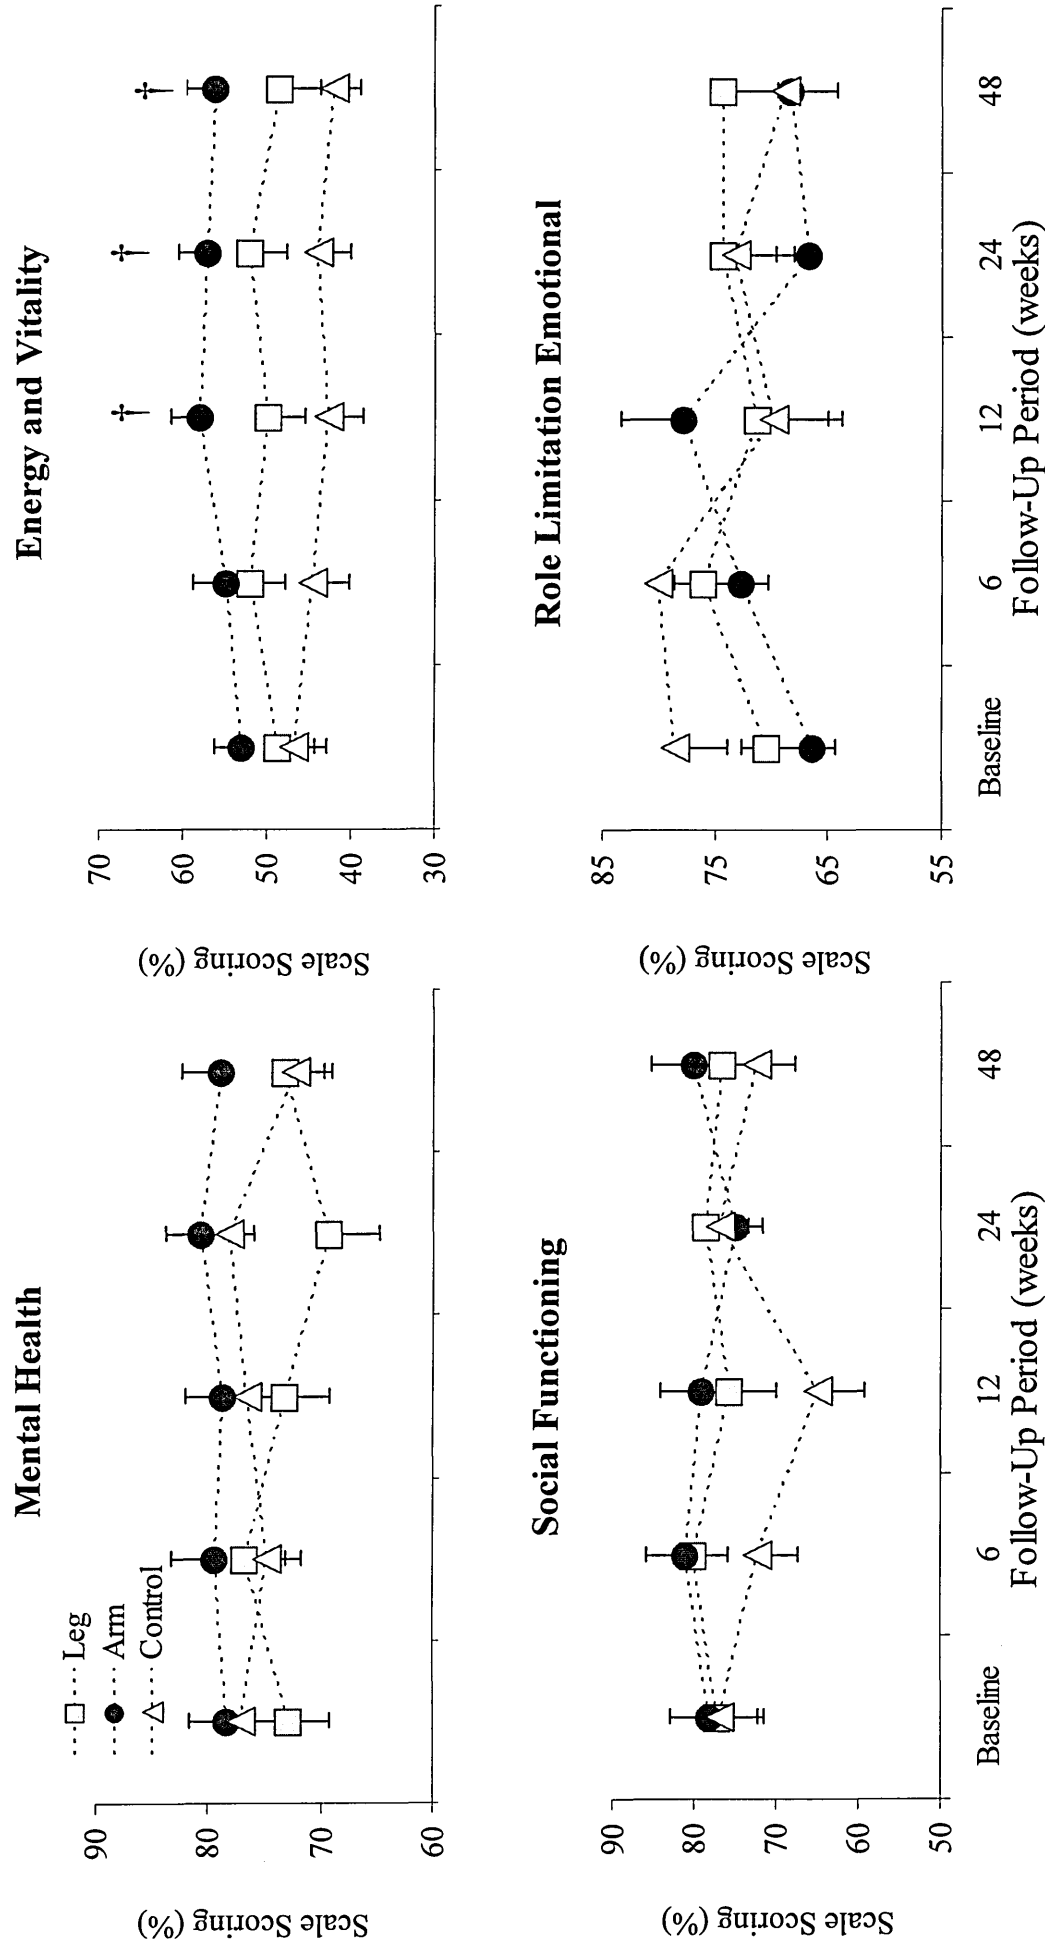 Mental Health
Leg
Arm
Control
90
80
70
60
Scale Scoring (%)
Energy and Vitality
† † †
70
60
50
40
30
Scale Scoring (%)
Social Functioning
90
80
70
60
50
Scale Scoring (%)
Baseline 6 12 24 48
Follow-Up Period (weeks)
Role Limitation Emotional
85
75
65
55
Scale Scoring (%)
Baseline 6 12 24 48
Follow-Up Period (weeks)